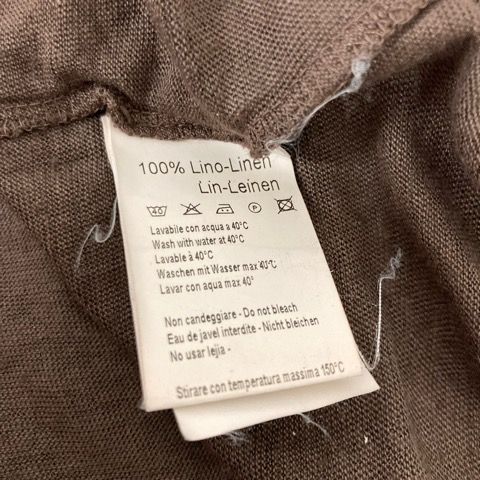 100% Lino-Linen
Lin-Leinen
40 P
Lavabile con acqua a 40°C
Wash with water at 40°C
Lavable à 40°C
Waschen mit Wasser max 40°C
Lavar con aqua max 40°
Non candeggiare - Do not bleach
Eau de javel interdite - Nicht bleichen
No usar lejia -
Stirare con temperatura massima 150°C